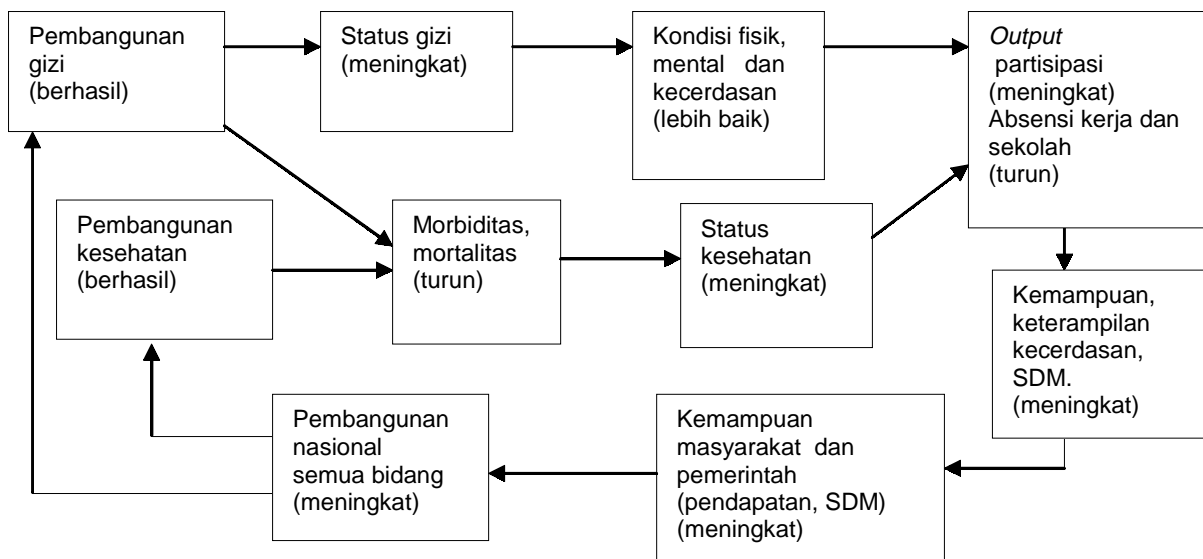 Pembangunan
gizi
(berhasil)
Status gizi
(meningkat)
Kondisi fisik,
mental dan
kecerdasan
(lebih baik)
Output
partisipasi
(meningkat)
Absensi kerja dan
sekolah
(turun)
Pembangunan
kesehatan
(berhasil)
Morbiditas,
mortalitas
(turun)
Status
kesehatan
(meningkat)
Kemampuan,
keterampilan
kecerdasan,
SDM.
(meningkat)
Pembangunan
nasional
semua bidang
(meningkat)
Kemampuan
masyarakat dan
pemerintah
(pendapatan, SDM)
(meningkat)